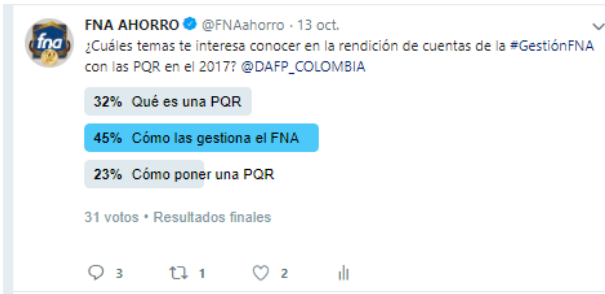 FNA AHORRO @FNAahorro · 13 oct.
fna
¿Cuáles temas te interesa conocer en la rendición de cuentas de la #GestiónFNA
con las PQR en el 2017? @DAFP_COLOMBIA
32% Qué es una PQR
45% Cómo las gestiona el FNA
23% Cómo poner una PQR
31 votos • Resultados finales
3 1 2